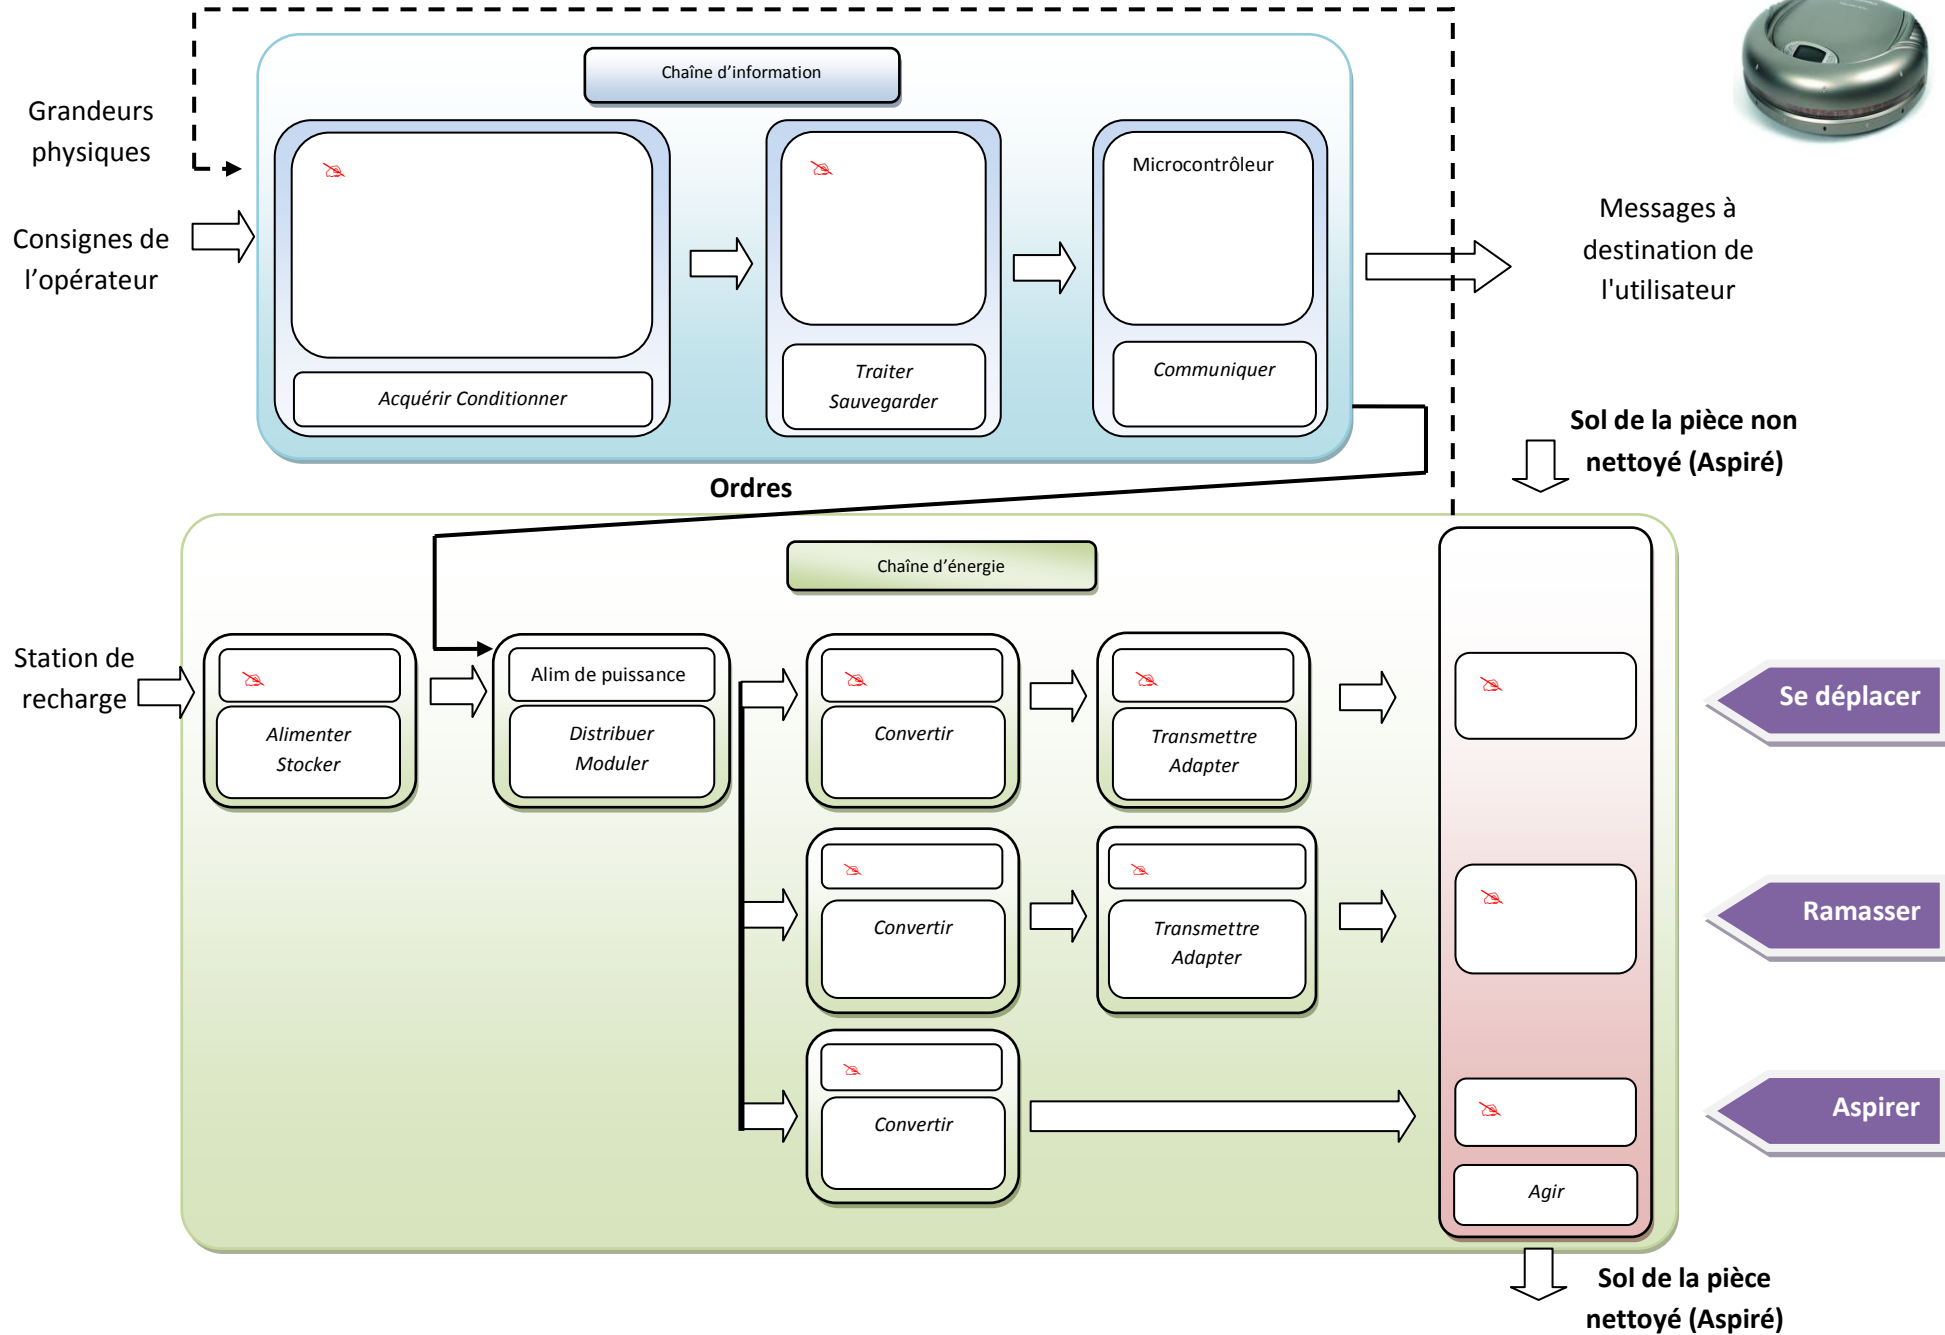 Chaîne d’information
Grandeurs
physiques
Consignes de
l’opérateur
Acquérir Conditionner
Traiter
Sauvegarder
Microcontrôleur
Communiquer
Messages à
destination de
l'utilisateur
Sol de la pièce non
nettoyé (Aspiré)
Ordres
Chaîne d’énergie
Station de
recharge
Alimenter
Stocker
Alim de puissance
Distribuer
Moduler
Convertir
Transmettre
Adapter
Se déplacer
Convertir
Transmettre
Adapter
Ramasser
Convertir
Aspirer
Agir
Sol de la pièce
nettoyé (Aspiré)